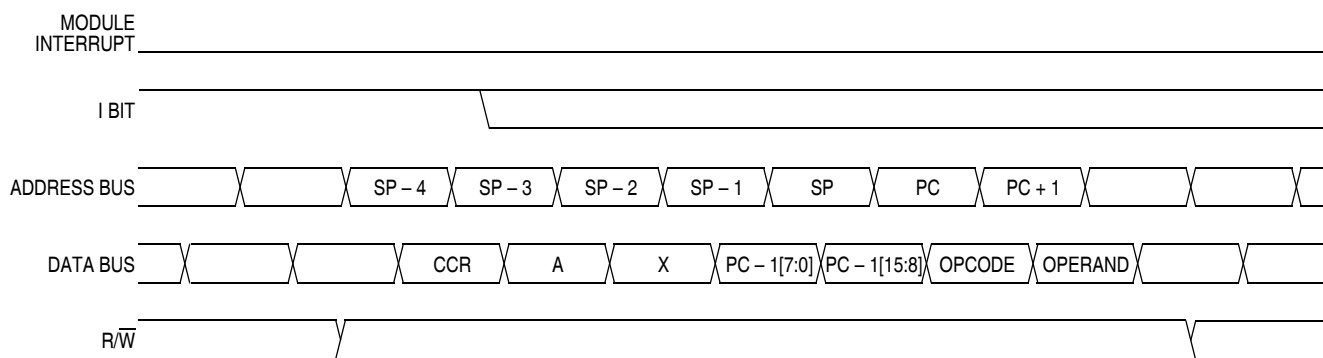 MODULE
INTERRUPT
I BIT
ADDRESS BUS SP – 4 SP – 3 SP – 2 SP – 1 SP PC PC + 1
DATA BUS CCR A X PC – 1[7:0] PC – 1[15:8] OPCODE OPERAND
R/W̅